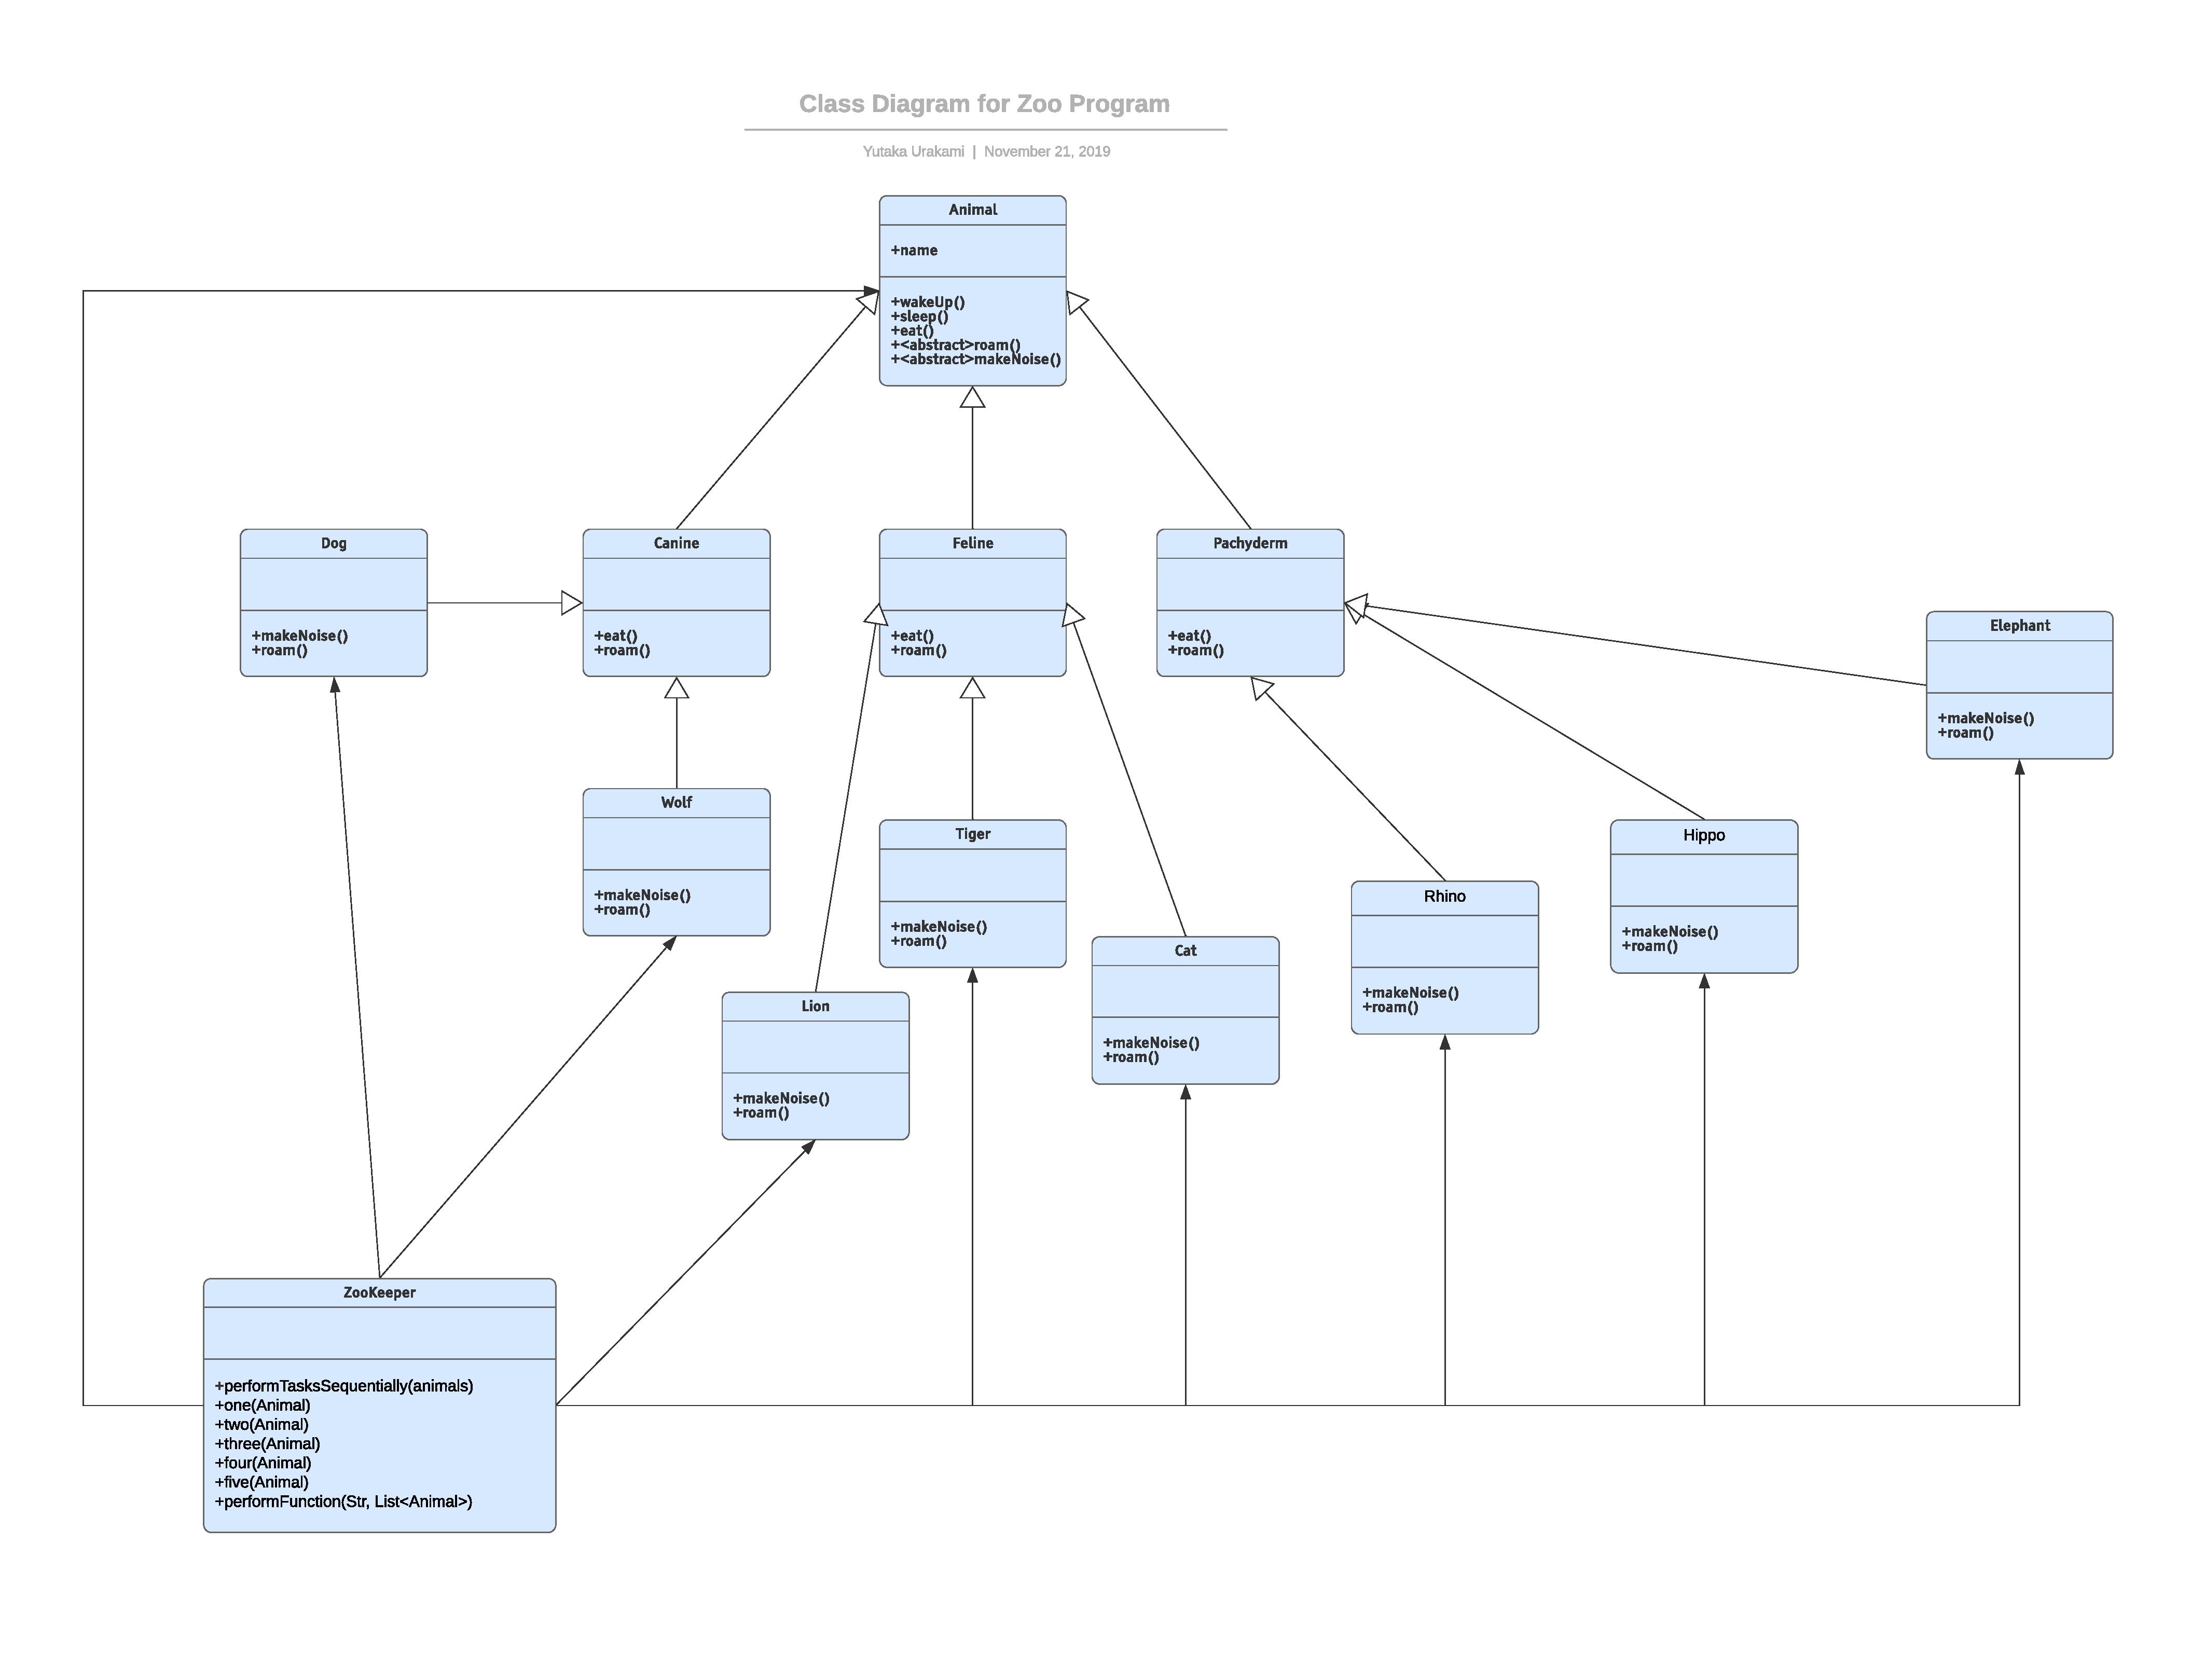 Class Diagram for Zoo Program
Yutaka Urakami | November 21, 2019
Animal
+name
+wakeUp()
+sleep()
+eat()
+<abstract>roam()
+<abstract>makeNoise()
Dog
+makeNoise()
+roam()
Canine
+eat()
+roam()
Feline
+eat()
+roam()
Pachyderm
+eat()
+roam()
Elephant
+makeNoise()
+roam()
Wolf
+makeNoise()
+roam()
Tiger
+makeNoise()
+roam()
Hippo
+makeNoise()
+roam()
Rhino
+makeNoise()
+roam()
Cat
+makeNoise()
+roam()
Lion
+makeNoise()
+roam()
ZooKeeper
+performTasksSequentially(animals)
+one(Animal)
+two(Animal)
+three(Animal)
+four(Animal)
+five(Animal)
+performFunction(Str, List<Animal>)